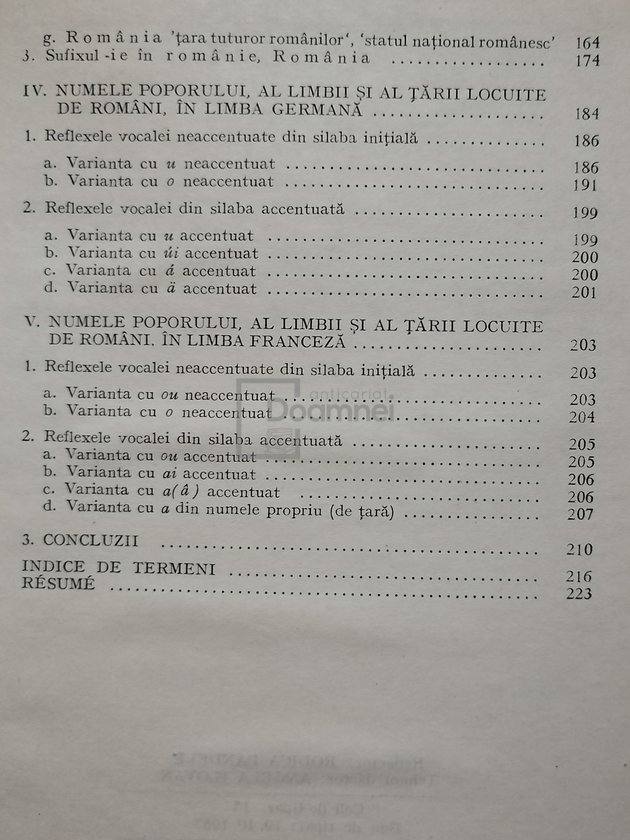 g. România 'țara tuturor românilor', 'statul național românesc' 164
3. Sufixul -ie în românie, România .................. 174
IV. NUMELE POPORULUI, AL LIMBII ȘI AL ȚĂRII LOCUITE
DE ROMÂNI, ÎN LIMBA GERMANĂ .................... 184
1. Reflexele vocalei neaccentuate din silaba inițială .............. 186
a. Varianta cu u neaccentuat .............................. 186
b. Varianta cu o neaccentuat .............................. 191
2. Reflexele vocalei din silaba accentuată ...................... 199
a. Varianta cu u accentuat ................................ 199
b. Varianta cu úi accentuat ................................ 200
c. Varianta cu á accentuat ................................ 200
d. Varianta cu ä accentuat ................................ 201
V. NUMELE POPORULUI, AL LIMBII ȘI AL ȚĂRII LOCUITE
DE ROMÂNI, ÎN LIMBA FRANCEZĂ ...................... 203
1. Reflexele vocalei neaccentuate din silaba inițială .............. 203
a. Varianta cu ou neaccentuat .............................. 203
b. Varianta cu o neaccentuat .............................. 204
anticariat
Doamnei
2. Reflexele vocalei din silaba accentuată ...................... 205
a. Varianta cu ou accentuat ................................ 205
b. Varianta cu ai accentuat ................................ 206
c. Varianta cu a(â) accentuat ............................ 206
d. Varianta cu a din numele propriu (de țară) ................ 207
3. CONCLUZII .......................................... 210
INDICE DE TERMENI .................................. 216
RÉSUMÉ .............................................. 223